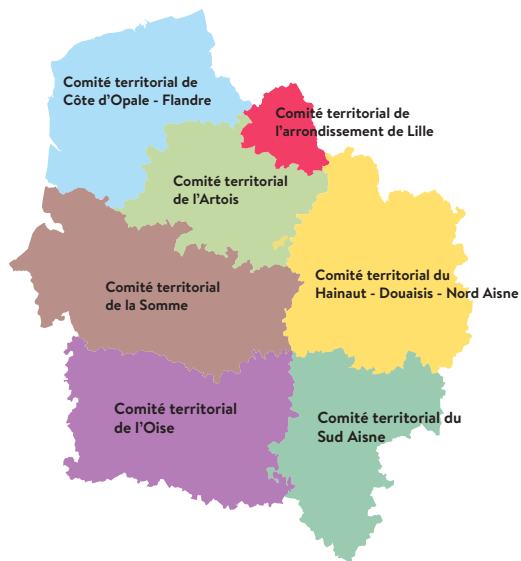 Comité territorial de
Côte d'Opale - Flandre
Comité territorial de
l'arrondissement de Lille
Comité territorial
de l'Artois
Comité territorial
de la Somme
Comité territorial du
Hainaut - Douaisis - Nord Aisne
Comité territorial
de l'Oise
Comité territorial du
Sud Aisne